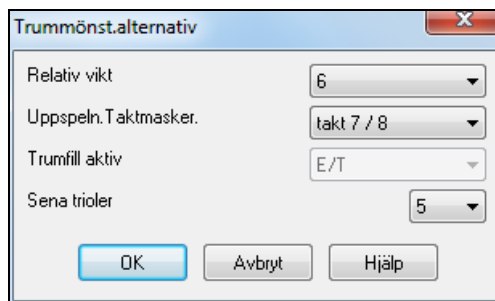 Trummönst.alternativ
Relativ vikt 6
Uppspeln.Taktmasker. takt 7 / 8
Trumfill aktiv E/T
Sena trioler 5
OK Avbryt Hjälp